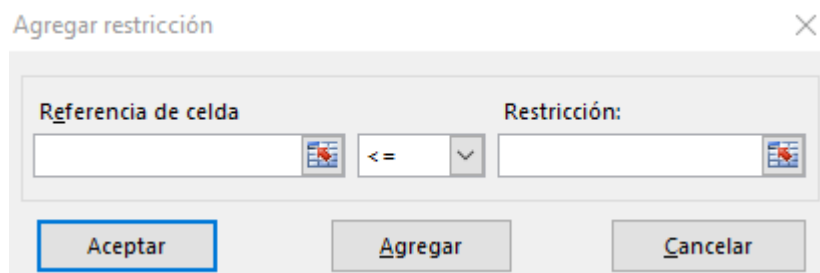 Agregar restricción
Referencia de celda
Restricción:
<=
Aceptar
Agregar
Cancelar